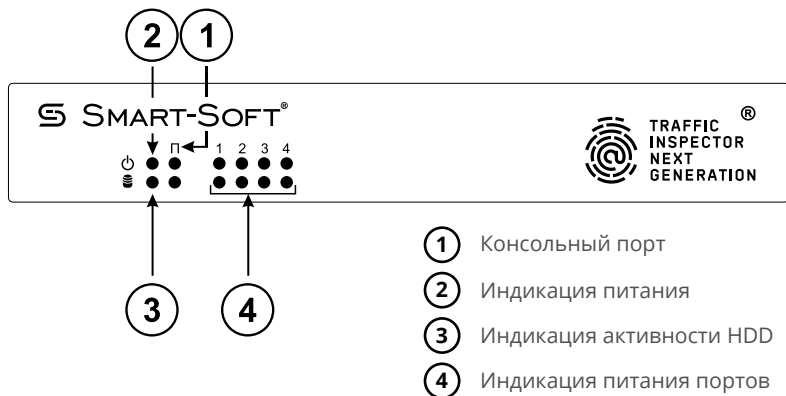 2 1
SMART-SOFT®
П 1 2 3 4
®
TRAFFIC
INSPECTOR
NEXT
GENERATION
3 4
1 Консольный порт
2 Индикация питания
3 Индикация активности HDD
4 Индикация питания портов